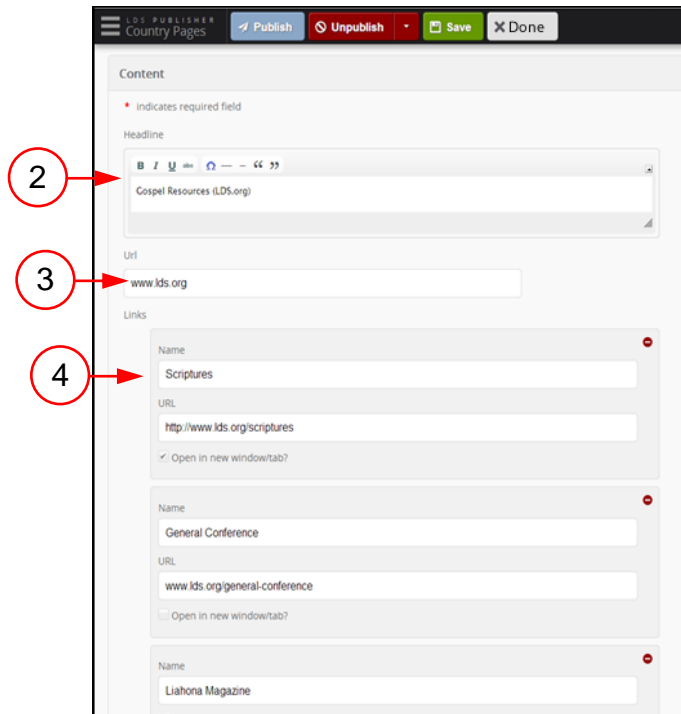 LDS PUBLISHER
Country Pages
Publish
Unpublish
Save
Done
Content
* indicates required field
Headline
2
B I U abc Ω — – “ ”
Gospel Resources (LDS.org)
Url
3
www.lds.org
Links
Name
4
Scriptures
URL
http://www.lds.org/scriptures
Open in new window/tab?
Name
General Conference
URL
www.lds.org/general-conference
Open in new window/tab?
Name
Liahona Magazine